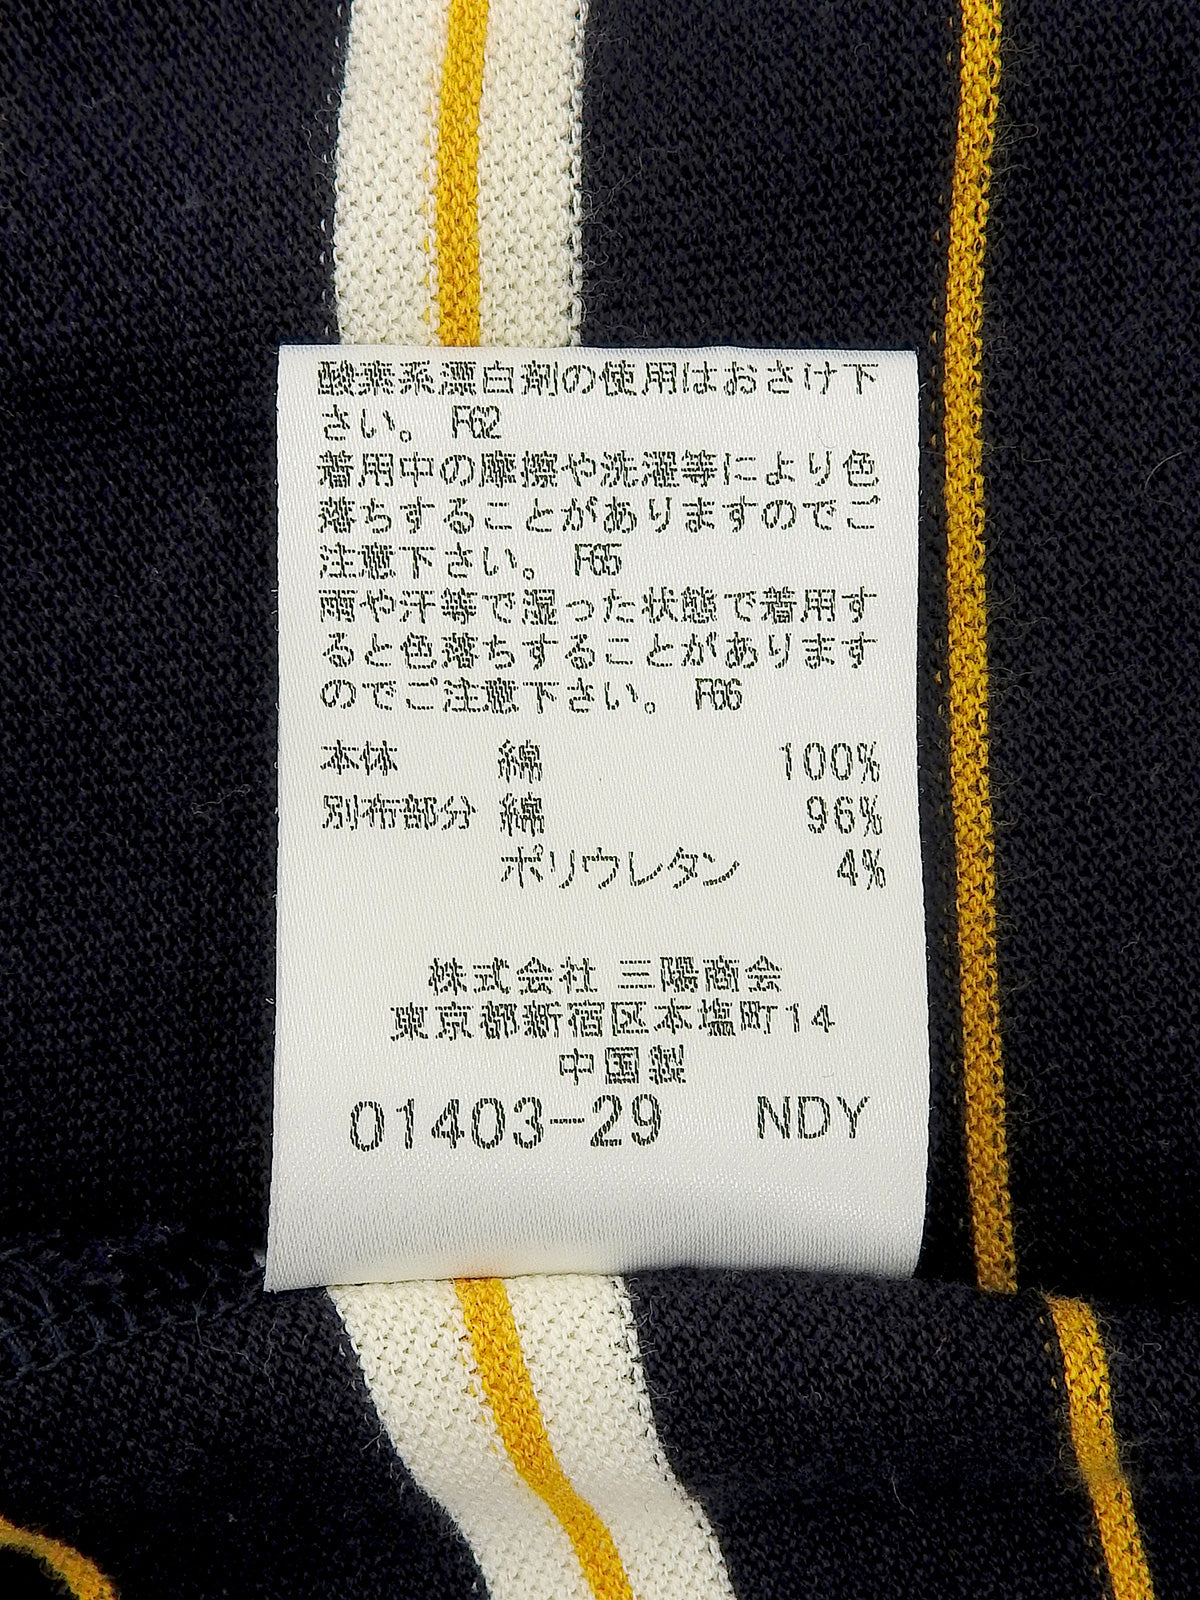 酸素系漂白剤の使用はおさけ下
さい。 F62
着用中の摩擦や洗濯等により色
落ちすることがありますのでご
注意下さい。 F65
雨や汗等で湿った状態で着用す
ると色落ちすることがあります
のでご注意下さい。 F66
本体 綿 100%
別布部分 綿 96%
ポリウレタン 4%
株式会社 三陽商会
東京都新宿区本塩町14
中国製
01403-29 NDY